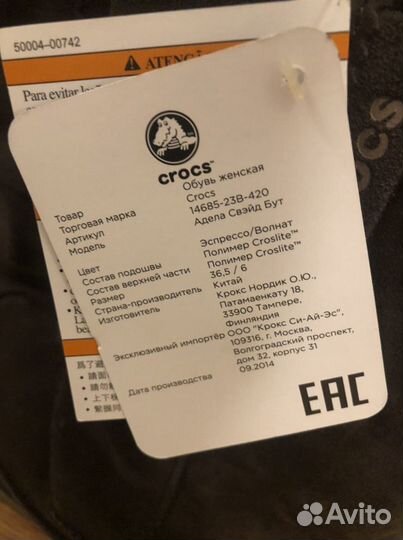 50004-00742
ATENÇÃ
Para evitar
crocs™
Товар Обувь женская
Торговая марка Crocs
Артикул 14685-23B-420
Модель Адела Свэйд Бут
Цвет Эспрессо/Волнат
Состав подошвы Полимер Croslite™
Состав верхней части Полимер Croslite™
Размер 36,5 / 6
Страна-производитель Китай
Изготовитель Крокс Нордик О.Ю.,
Патамаенкату 18,
33900 Тампере,
Финляндия
Эксклюзивный импортёр ООО "Крокс Си-Ай-Эс",
109316, г. Москва,
Волгоградский проспект,
дом 32, корпус 31
Дата производства 09.2014
EAC
crocs
Avito